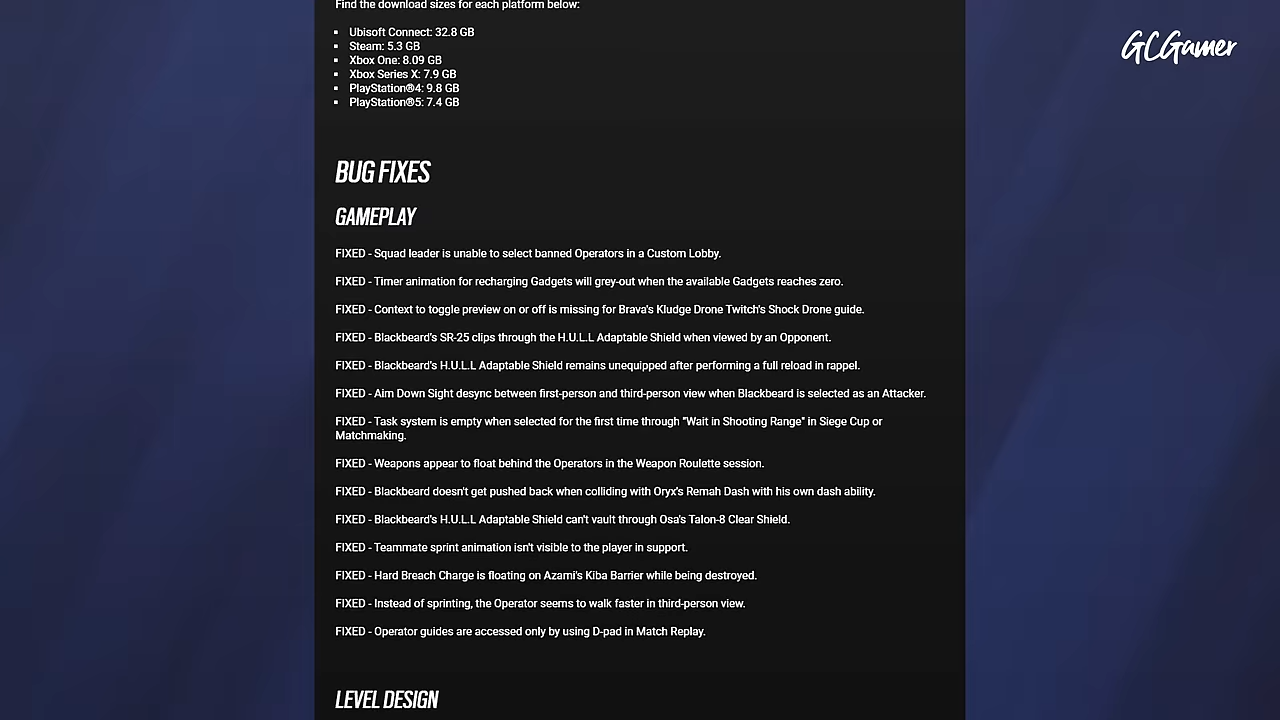 Find the download sizes for each platform below:
GCGamer
▪ Ubisoft Connect: 32.8 GB
▪ Steam: 5.3 GB
▪ Xbox One: 8.09 GB
▪ Xbox Series X: 7.9 GB
▪ PlayStation®4: 9.8 GB
▪ PlayStation®5: 7.4 GB
BUG FIXES
GAMEPLAY
FIXED - Squad leader is unable to select banned Operators in a Custom Lobby.
FIXED - Timer animation for recharging Gadgets will grey-out when the available Gadgets reaches zero.
FIXED - Context to toggle preview on or off is missing for Brava's Kludge Drone Twitch's Shock Drone guide.
FIXED - Blackbeard's SR-25 clips through the H.U.L.L Adaptable Shield when viewed by an Opponent.
FIXED - Blackbeard's H.U.L.L Adaptable Shield remains unequipped after performing a full reload in rappel.
FIXED - Aim Down Sight desync between first-person and third-person view when Blackbeard is selected as an Attacker.
FIXED - Task system is empty when selected for the first time through "Wait in Shooting Range" in Siege Cup or
Matchmaking.
FIXED - Weapons appear to float behind the Operators in the Weapon Roulette session.
FIXED - Blackbeard doesn't get pushed back when colliding with Oryx's Remah Dash with his own dash ability.
FIXED - Blackbeard's H.U.L.L Adaptable Shield can't vault through Osa's Talon-8 Clear Shield.
FIXED - Teammate sprint animation isn't visible to the player in support.
FIXED - Hard Breach Charge is floating on Azami's Kiba Barrier while being destroyed.
FIXED - Instead of sprinting, the Operator seems to walk faster in third-person view.
FIXED - Operator guides are accessed only by using D-pad in Match Replay.
LEVEL DESIGN